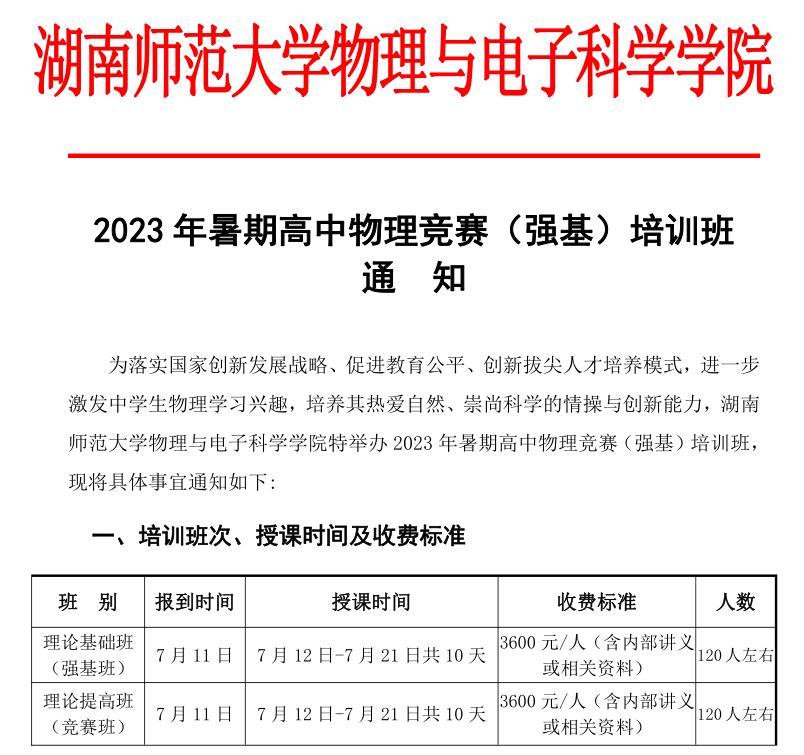 湖南师范大学物理与电子科学学院
2023 年暑期高中物理竞赛（强基）培训班
通 知
为落实国家创新发展战略、促进教育公平、创新拔尖人才培养模式，进一步
激发中学生物理学习兴趣，培养其热爱自然、崇尚科学的情操与创新能力，湖南
师范大学物理与电子科学学院特举办 2023 年暑期高中物理竞赛（强基）培训班，
现将具体事宜通知如下：
一、培训班次、授课时间及收费标准
班 别 报到时间 授课时间 收费标准 人数
理论基础班
（强基班）
7 月 11 日
7 月 12 日-7 月 21 日共 10 天
3600 元/人（含内部讲义
或相关资料）
120 人左右
理论提高班
（竞赛班）
7 月 11 日
7 月 12 日-7 月 21 日共 10 天
3600 元/人（含内部讲义
或相关资料）
120 人左右